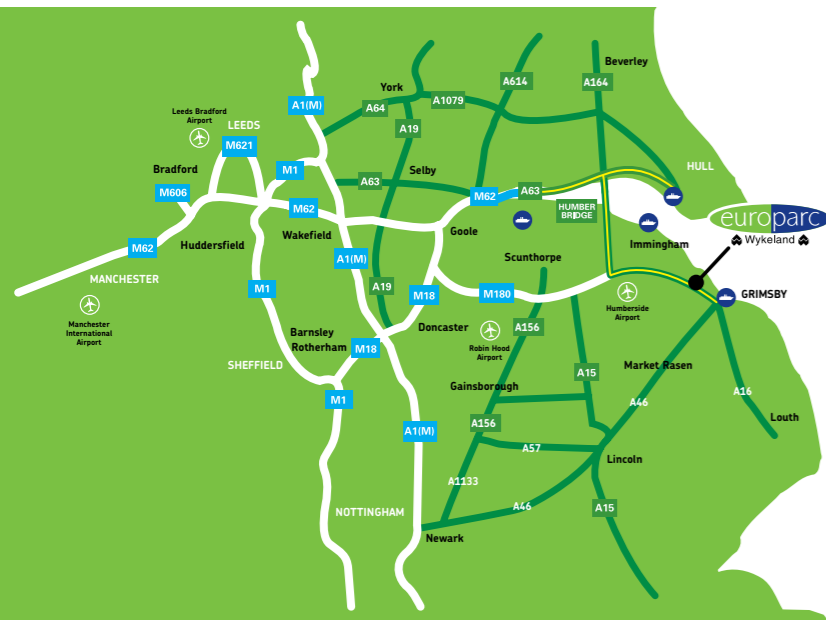 Beverley
A614
A164
York
A1079
A1(M)
A64
Leeds Bradford
Airport
LEEDS
A19
M621
HULL
Bradford
M1
Selby
M606
A63
A63
M62
M62
HUMBER
BRIDGE
europarc
Wykeland
Goole
Wakefield
Huddersfield
Immingham
M62
A1(M)
Scunthorpe
MANCHESTER
M1
A19
M18
M180
GRIMSBY
Manchester
International
Airport
Humberside
Airport
Barnsley
Rotherham
Doncaster
A156
Robin Hood
Airport
M18
SHEFFIELD
Market Rasen
A15
Gainsborough
A16
M1
A46
Louth
A156
A1(M)
A57
Lincoln
A1133
NOTTINGHAM
A46
A15
Newark